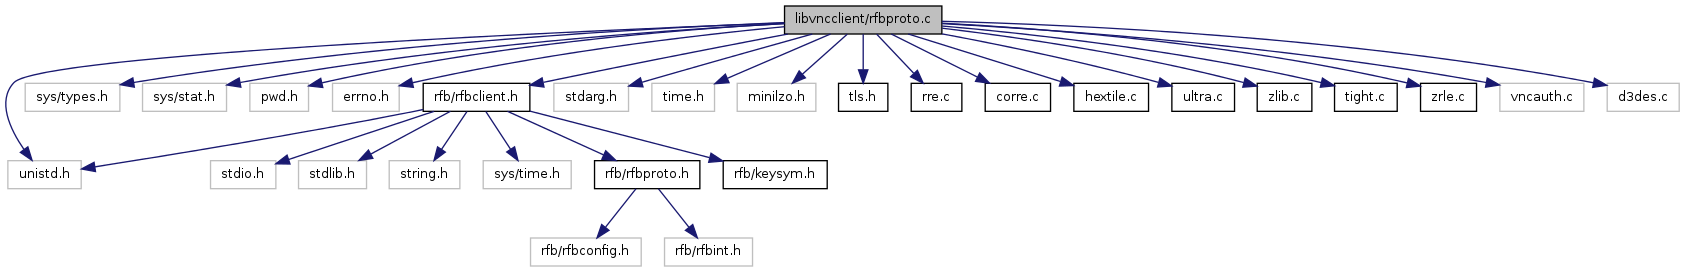 libvncclient/rfbproto.c
sys/types.h
sys/stat.h
pwd.h
errno.h
rfb/rfbclient.h
stdarg.h
time.h
minilzo.h
tls.h
rre.c
corre.c
hextile.c
ultra.c
zlib.c
tight.c
zrle.c
vncauth.c
d3des.c
unistd.h
stdio.h
stdlib.h
string.h
sys/time.h
rfb/rfbproto.h
rfb/keysym.h
rfb/rfbconfig.h
rfb/rfbint.h